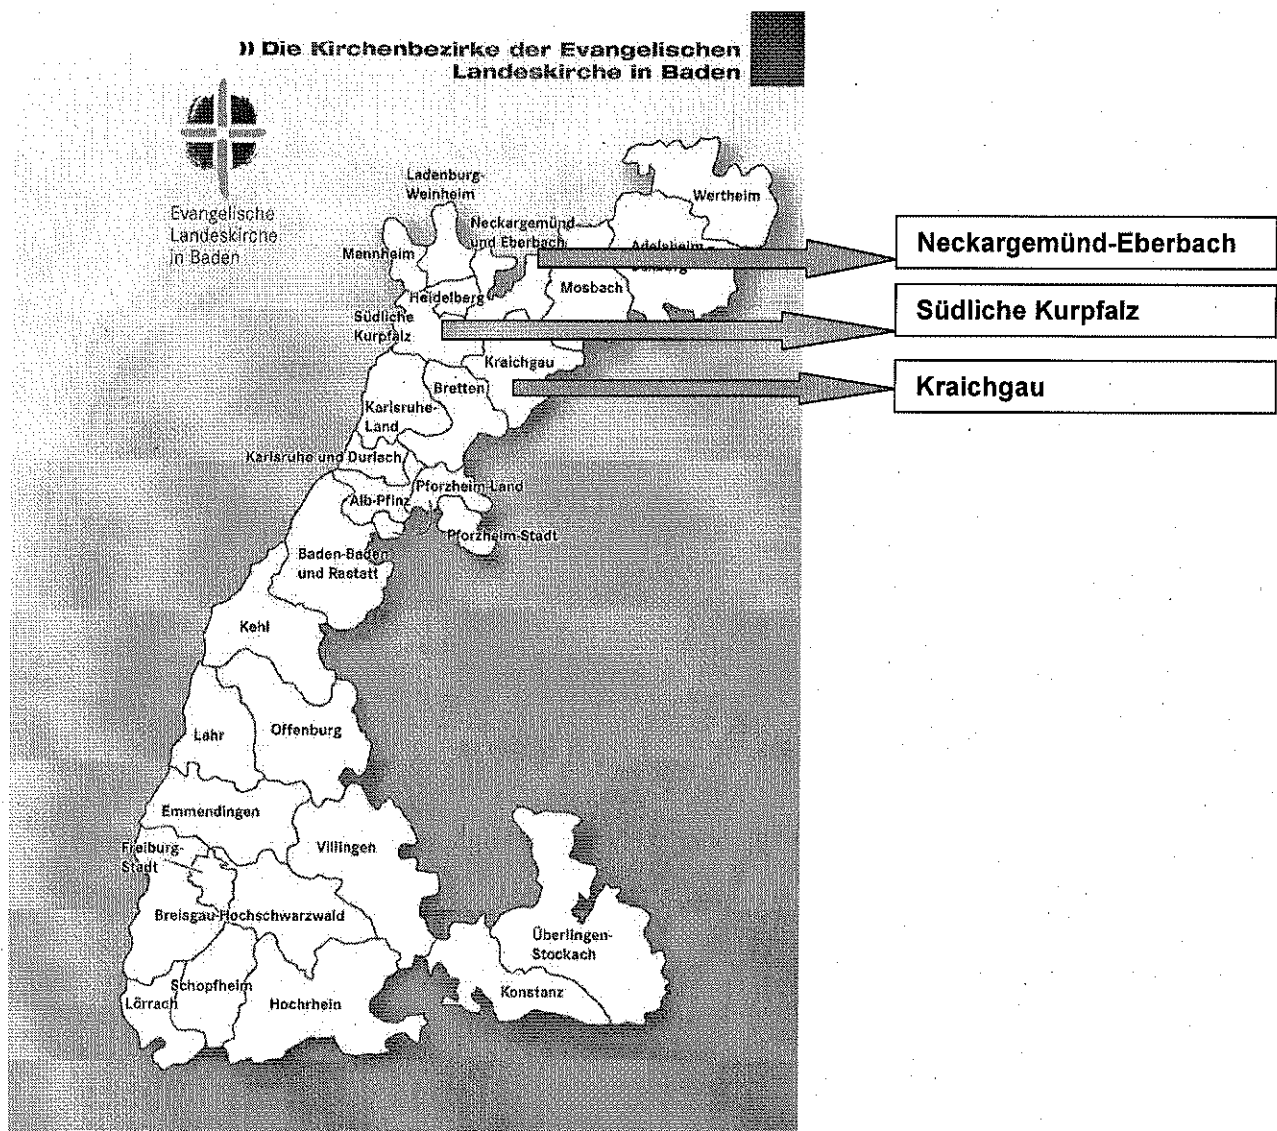 )) Die Kirchenbezirke der Evangelischen
Landeskirche in Baden
Evangelische
Landeskirche
in Baden
Ladenburg-
Weinheim
Wertheim
Neckargemünd
und Eberbach
Adelsheim -
Mannheim
Mosbach
Heidelberg
Südliche
Kurpfalz
Kraichgau
Bretten
Karlsruhe-
Land
Karlsruhe und Durlach
Pforzheim-Land
Alb-Pfinz
Pforzheim-Stadt
Baden-Baden
und Rastatt
Kehl
Lahr
Offenburg
Emmendingen
Freiburg-
Stadt
Villingen
Breisgau-Hochschwarzwald
Überlingen-
Stockach
Schopfheim
Lörrach
Hochrhein
Konstanz
Neckargemünd-Eberbach
Südliche Kurpfalz
Kraichgau